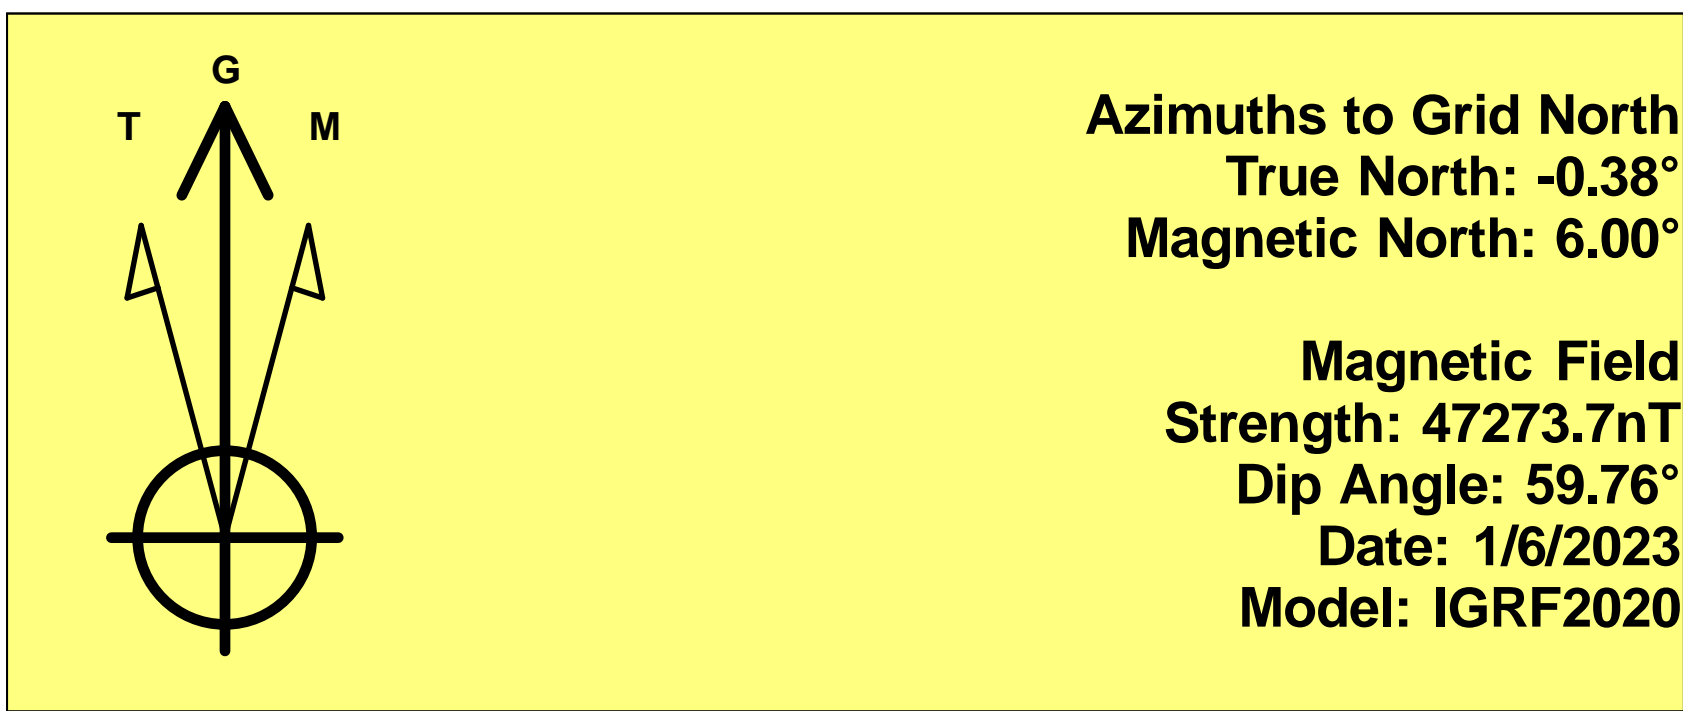 G
T
M
Azimuths to Grid North
True North: -0.38°
Magnetic North: 6.00°
Magnetic Field
Strength: 47273.7nT
Dip Angle: 59.76°
Date: 1/6/2023
Model: IGRF2020